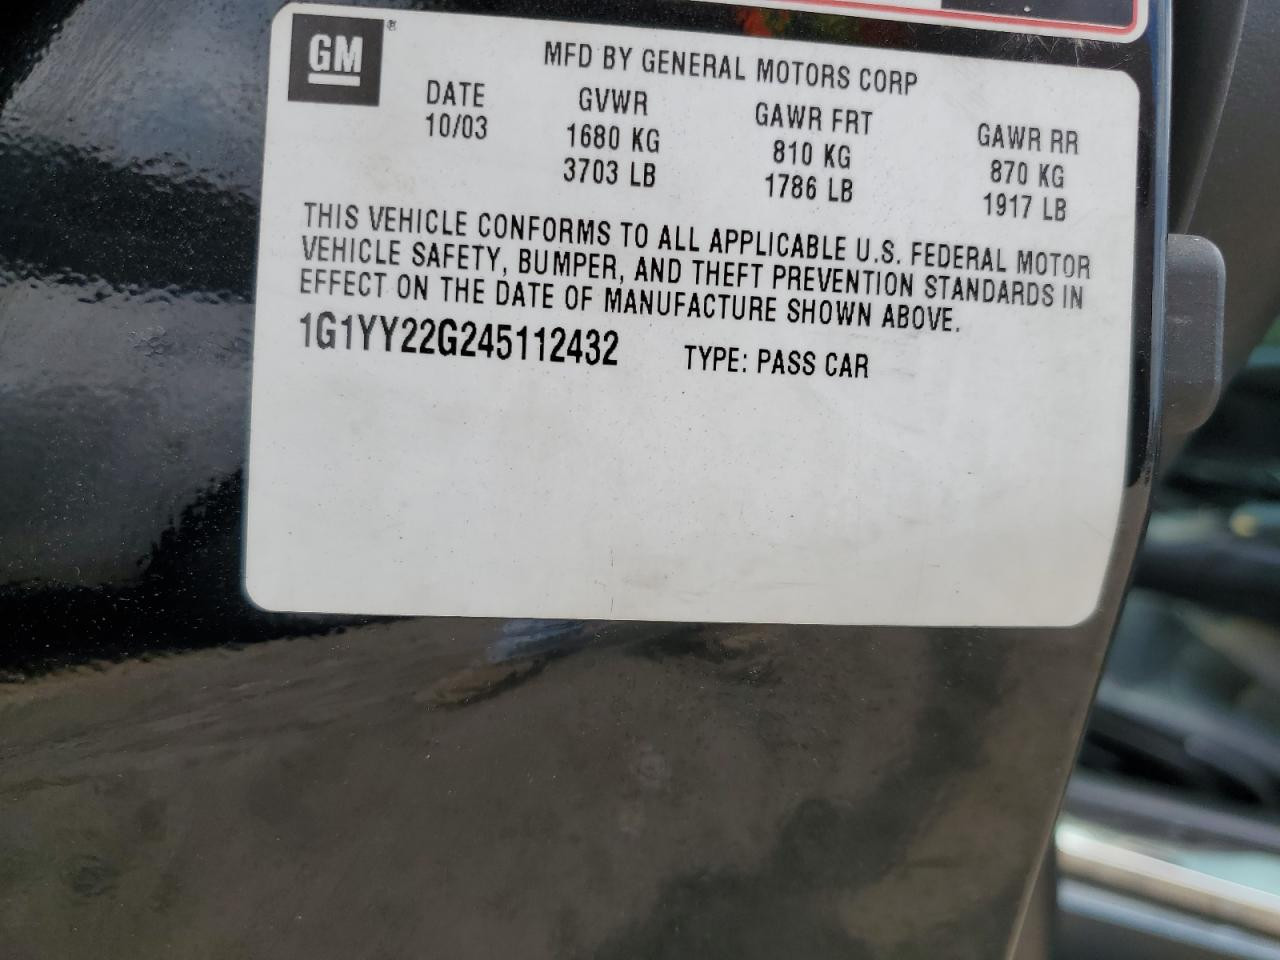 GM ®
MFD BY GENERAL MOTORS CORP
DATE GVWR GAWR FRT GAWR RR
10/03 1680 KG 810 KG 870 KG
3703 LB 1786 LB 1917 LB
THIS VEHICLE CONFORMS TO ALL APPLICABLE U.S. FEDERAL MOTOR
VEHICLE SAFETY, BUMPER, AND THEFT PREVENTION STANDARDS IN
EFFECT ON THE DATE OF MANUFACTURE SHOWN ABOVE.
1G1YY22G245112432 TYPE: PASS CAR